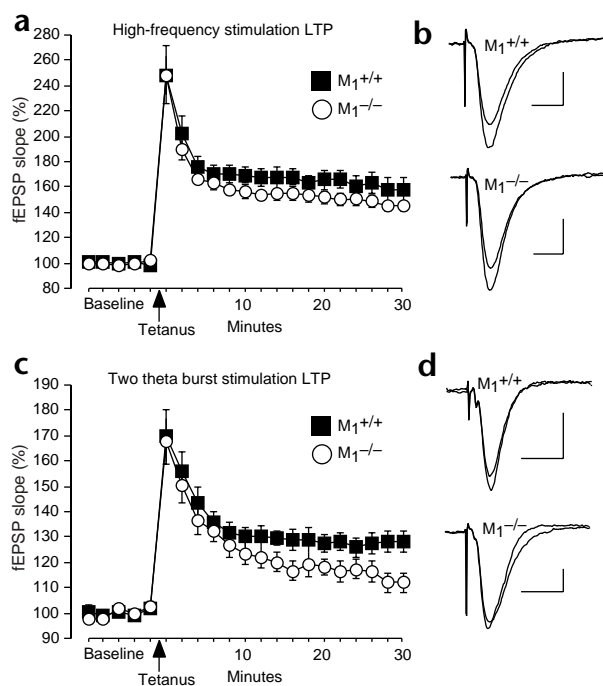 a
High-frequency stimulation LTP
280
260
240
220
200
180
160
140
120
100
80
fEPSP slope (%)
M1+/+
M1−/−
Baseline
10
20
30
Tetanus
Minutes
b
M1+/+
M1−/−
c
Two theta burst stimulation LTP
190
180
170
160
150
140
130
120
110
100
90
fEPSP slope (%)
M1+/+
M1−/−
Baseline
10
20
30
Tetanus
Minutes
d
M1+/+
M1−/−